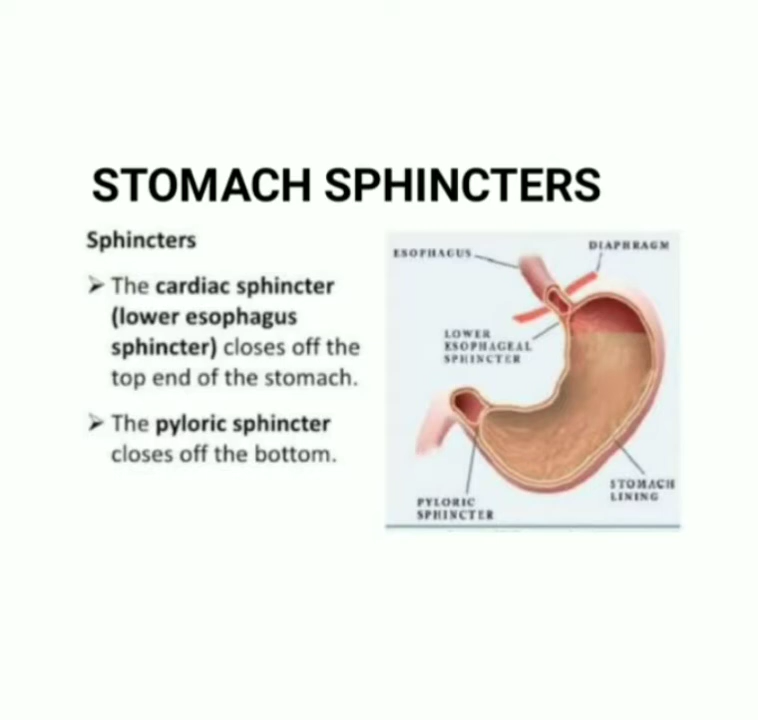 STOMACH SPHINCTERS
Sphincters
➤ The cardiac sphincter
(lower esophagus
sphincter) closes off the
top end of the stomach.
➤ The pyloric sphincter
closes off the bottom.
ESOPHAGUS
DIAPHRAGM
LOWER
ESOPHAGEAL
SPHINCTER
STOMACH
LINING
PYLORIC
SPHINCTER